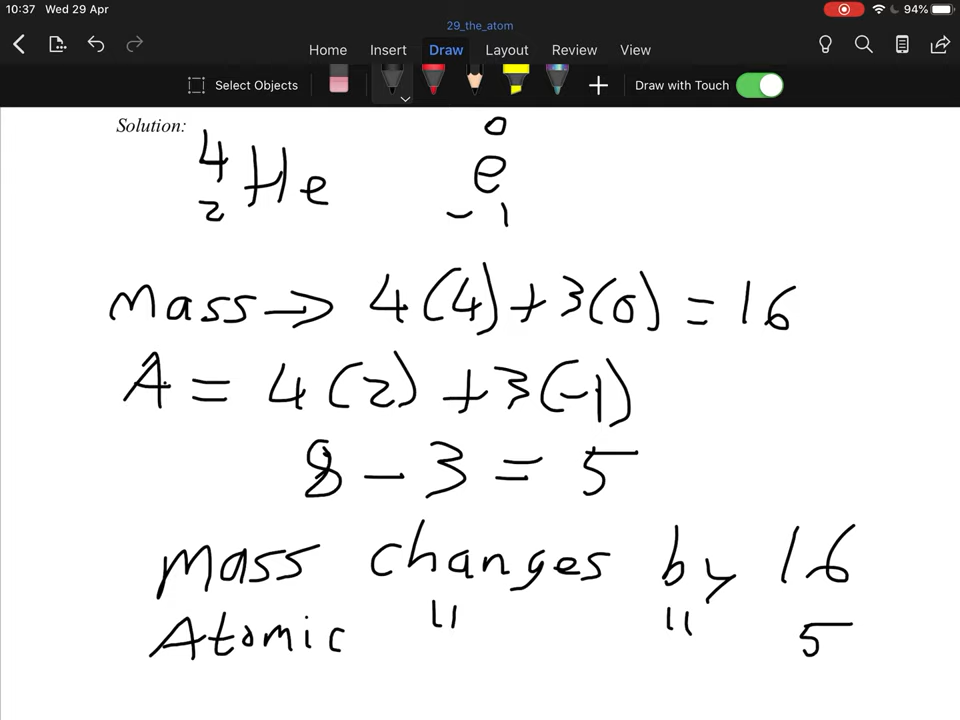 10:37 Wed 29 Apr 94%
29_the_atom
Home Insert Draw Layout Review View
Select Objects Draw with Touch
Solution:
4 0
He e
2 -1
Mass → 4(4)+3(0)=16
A = 4(2)+3(-1)
8-3=5
Mass changes by 16
Atomic " " 5